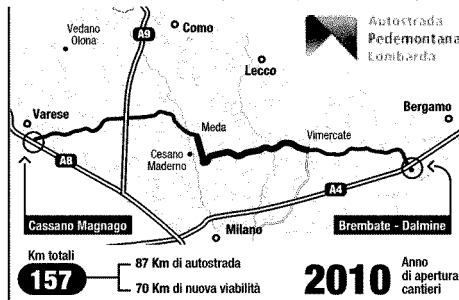 Vedano
Olona
A9
Como
Autostrada
Pedemontana
Lombarda
Lecco
Bergamo
Varese
Meda
Vimercate
Cesano
Maderno
A8
A4
Cassano Magnago
Milano
Brembate - Dalmine
Km totali
157
87 Km di autostrada
70 Km di nuova viabilità
2010
Anno
di apertura
cantieri